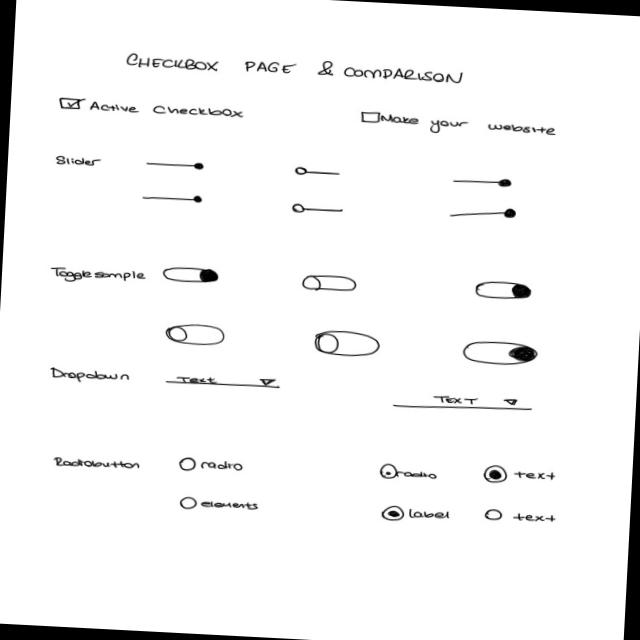 CHECKBOX PAGE & COMPARISON
Active Checkbox
Make your website
Slider
Toggle sample
Dropdown Text TEXT
Radiobutton radio radio text
elements label text